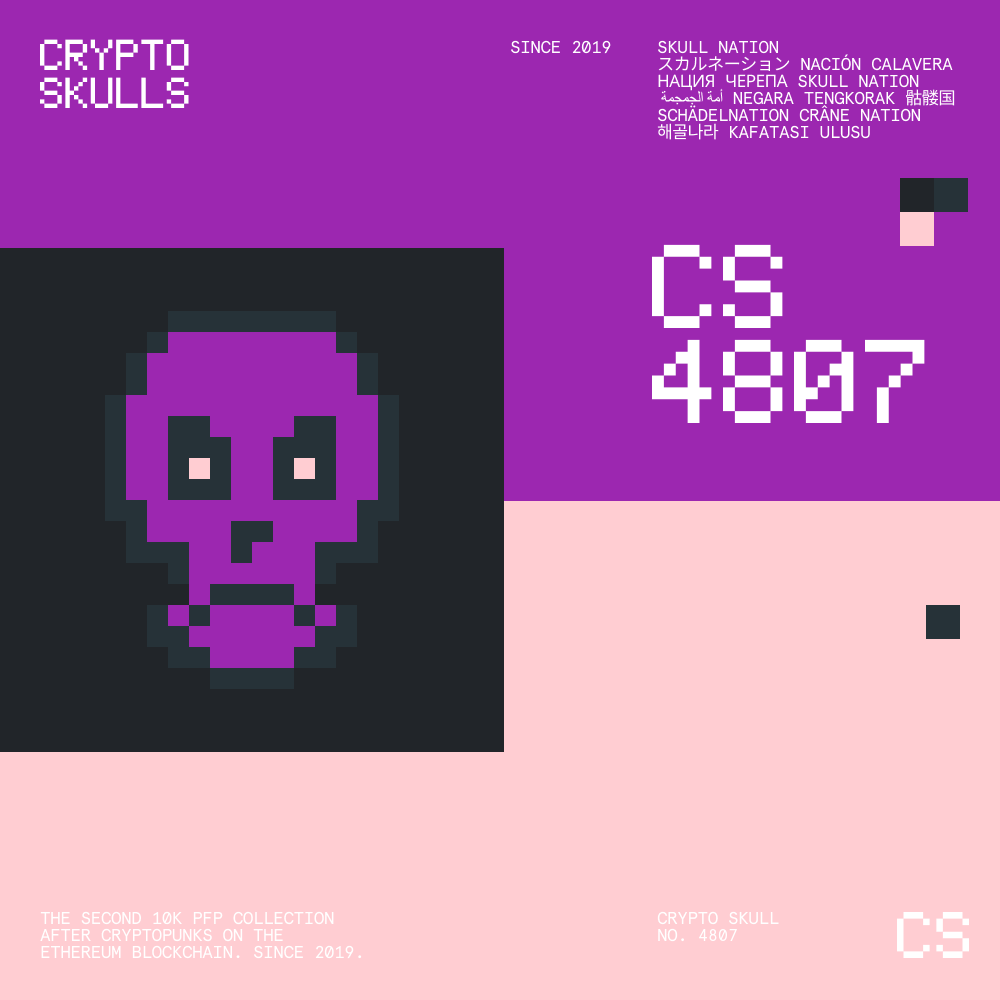 CRYPTO
SKULLS
SINCE 2019
SKULL NATION
スカルネーション NACIÓN CALAVERA
НАЦИЯ ЧЕРЕПА SKULL NATION
أمة الجمجمة NEGARA TENGKORAK 骷髅国
SCHÄDELNATION CRÂNE NATION
해골나라 KAFATASI ULUSU
CS
4807
THE SECOND 10K PFP COLLECTION
AFTER CRYPTOPUNKS ON THE
ETHEREUM BLOCKCHAIN. SINCE 2019.
CRYPTO SKULL
NO. 4807
CS